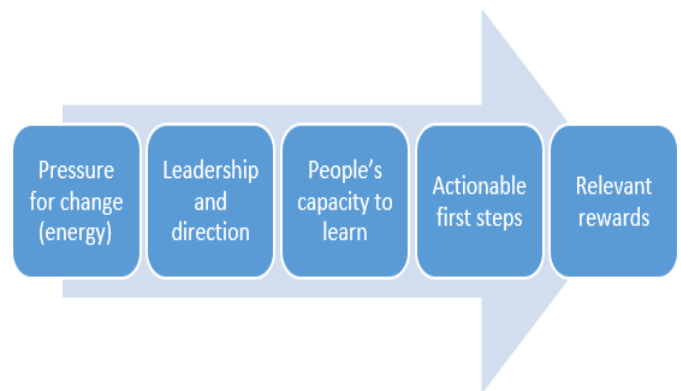 Pressure
for change
(energy)
Leadership
and
direction
People’s
capacity to
learn
Actionable
first steps
Relevant
rewards